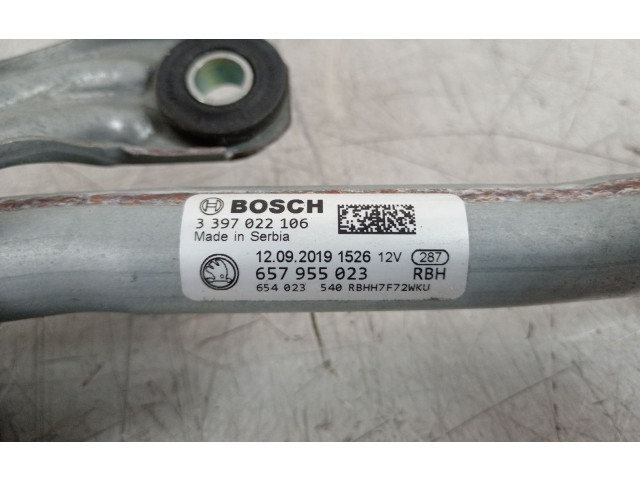 BOSCH
3 397 022 106
Made in Serbia
12.09.2019 1526 12V 287
657 955 023 RBH
654 023 540 RBHH7F72WKU